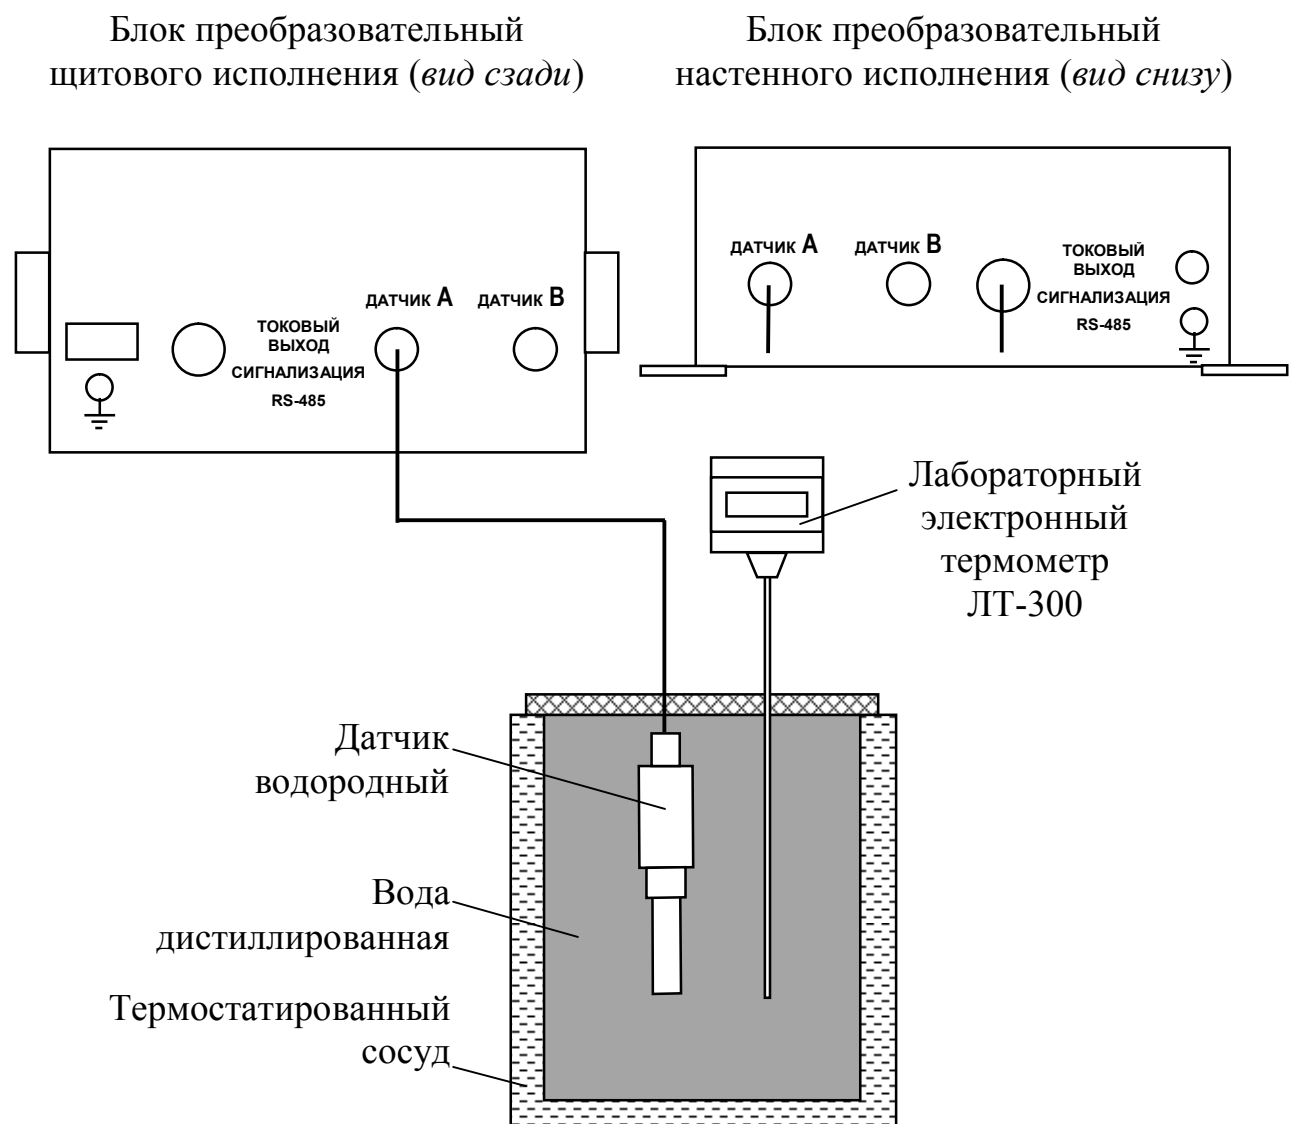 Блок преобразовательный
щитового исполнения (вид сзади)
Блок преобразовательный
настенного исполнения (вид снизу)
ДАТЧИК А
ДАТЧИК В
ТОКОВЫЙ
ВЫХОД
СИГНАЛИЗАЦИЯ
RS-485
ДАТЧИК А
ДАТЧИК В
ТОКОВЫЙ
ВЫХОД
СИГНАЛИЗАЦИЯ
RS-485
Лабораторный
электронный
термометр
ЛТ-300
Датчик
водородный
Вода
дистиллированная
Термостатированный
сосуд